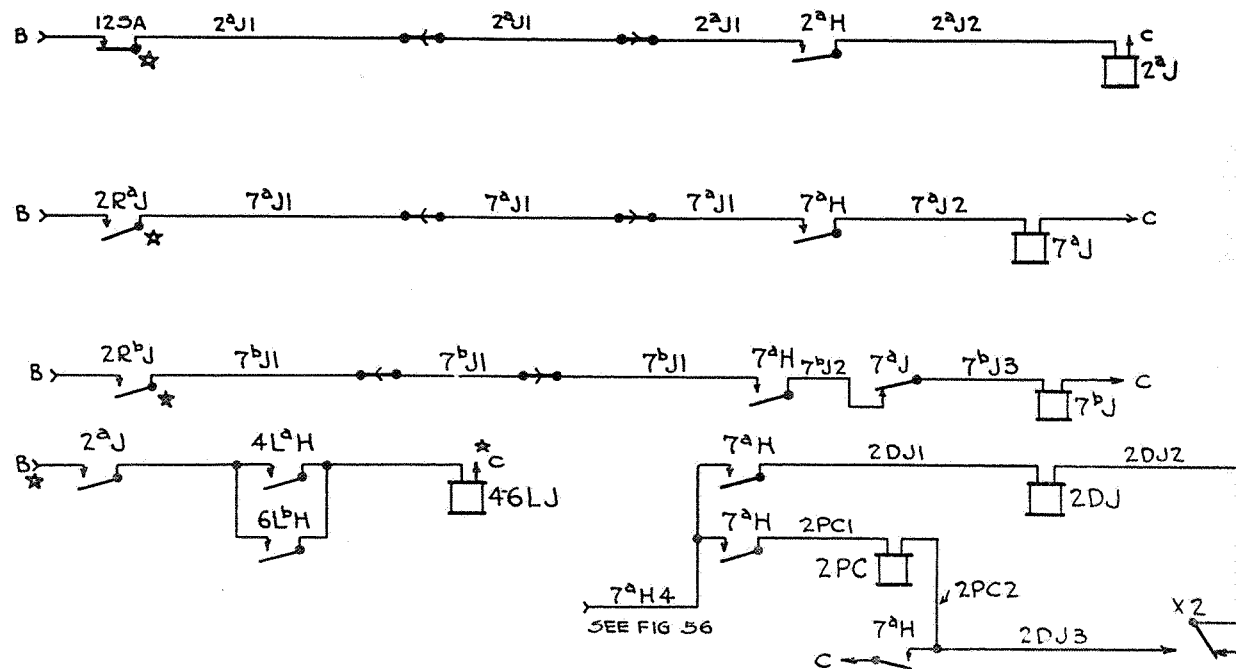 B 12SA 2ᵃJ1 2ᵃJ1 2ᵃJ1 2ᵃH 2ᵃJ2 C
2ᵃJ
B 2RᵃJ 7ᵃJ1 7ᵃJ1 7ᵃJ1 7ᵃH 7ᵃJ2 C
7ᵃJ
B 2RᵇJ 7ᵇJ1 7ᵇJ1 7ᵇJ1 7ᵃH 7ᵇJ2 7ᵃJ 7ᵇJ3 C
7ᵇJ
B 2ᵃJ 4LᵃH C
46LJ
6LᵇH
7ᵃH 2DJ1 2DJ2
2DJ
7ᵃH 2PC1
2PC
2PC2
7ᵃH4
SEE FIG 56
7ᵃH 2DJ3 X2
C